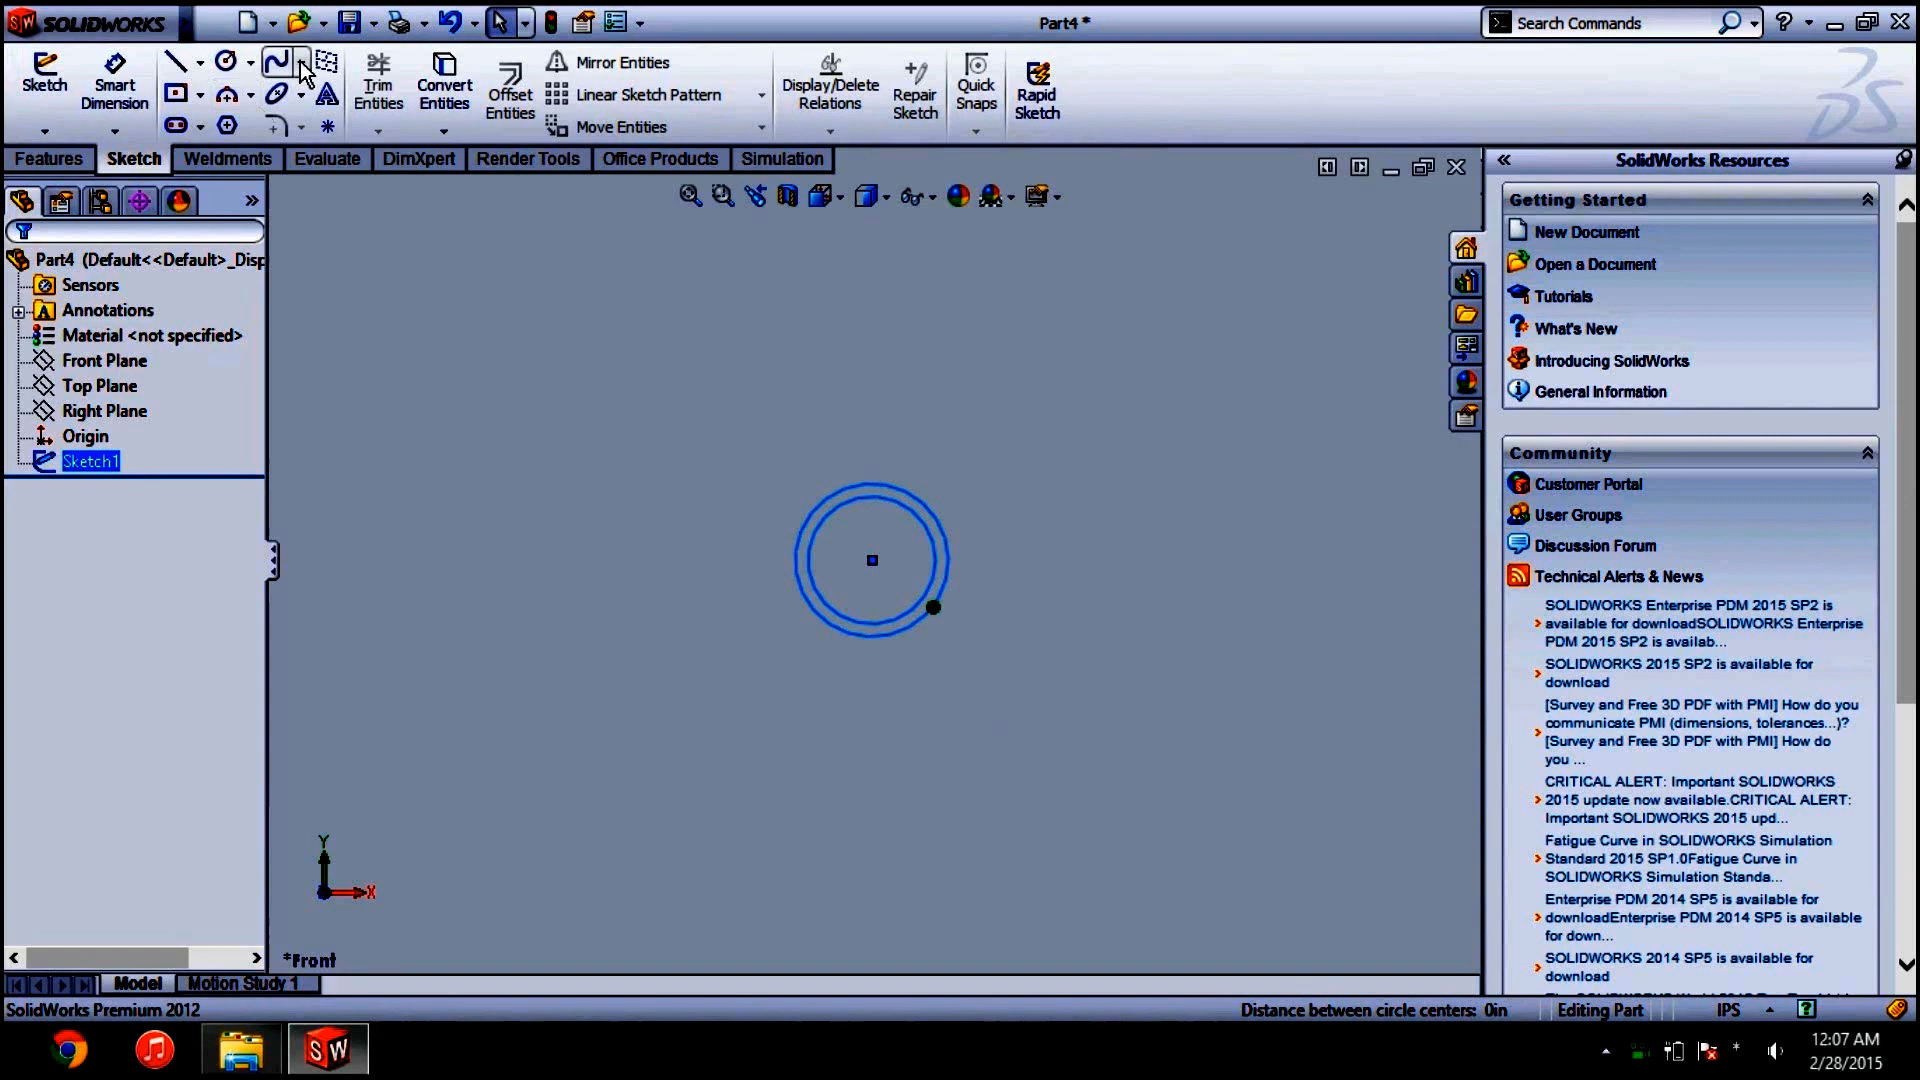 SOLIDWORKS
Part4 *
Search Commands
Sketch
Smart
Dimension
Trim
Entities
Convert
Entities
Offset
Entities
Mirror Entities
Linear Sketch Pattern
Move Entities
Display/Delete
Relations
Repair
Sketch
Quick
Snaps
Rapid
Sketch
Features
Sketch
Weldments
Evaluate
DimXpert
Render Tools
Office Products
Simulation
Part4 (Default<<Default>_Disp
Sensors
Annotations
Material <not specified>
Front Plane
Top Plane
Right Plane
Origin
Sketch1
Y
X
*Front
SolidWorks Resources
Getting Started
New Document
Open a Document
Tutorials
What's New
Introducing SolidWorks
General Information
Community
Customer Portal
User Groups
Discussion Forum
Technical Alerts & News
SOLIDWORKS Enterprise PDM 2015 SP2 is
available for downloadSOLIDWORKS Enterprise
PDM 2015 SP2 is availab...
SOLIDWORKS 2015 SP2 is available for
download
[Survey and Free 3D PDF with PMI] How do you
communicate PMI (dimensions, tolerances...)?
[Survey and Free 3D PDF with PMI] How do
you ...
CRITICAL ALERT: Important SOLIDWORKS
2015 update now available.CRITICAL ALERT:
Important SOLIDWORKS 2015 upd...
Fatigue Curve in SOLIDWORKS Simulation
Standard 2015 SP1.0Fatigue Curve in
SOLIDWORKS Simulation Standa...
Enterprise PDM 2014 SP5 is available for
downloadEnterprise PDM 2014 SP5 is available
for down...
SOLIDWORKS 2014 SP5 is available for
download
Model
Motion Study 1
SolidWorks Premium 2012
Distance between circle centers: 0in
Editing Part
IPS
12:07 AM
2/28/2015